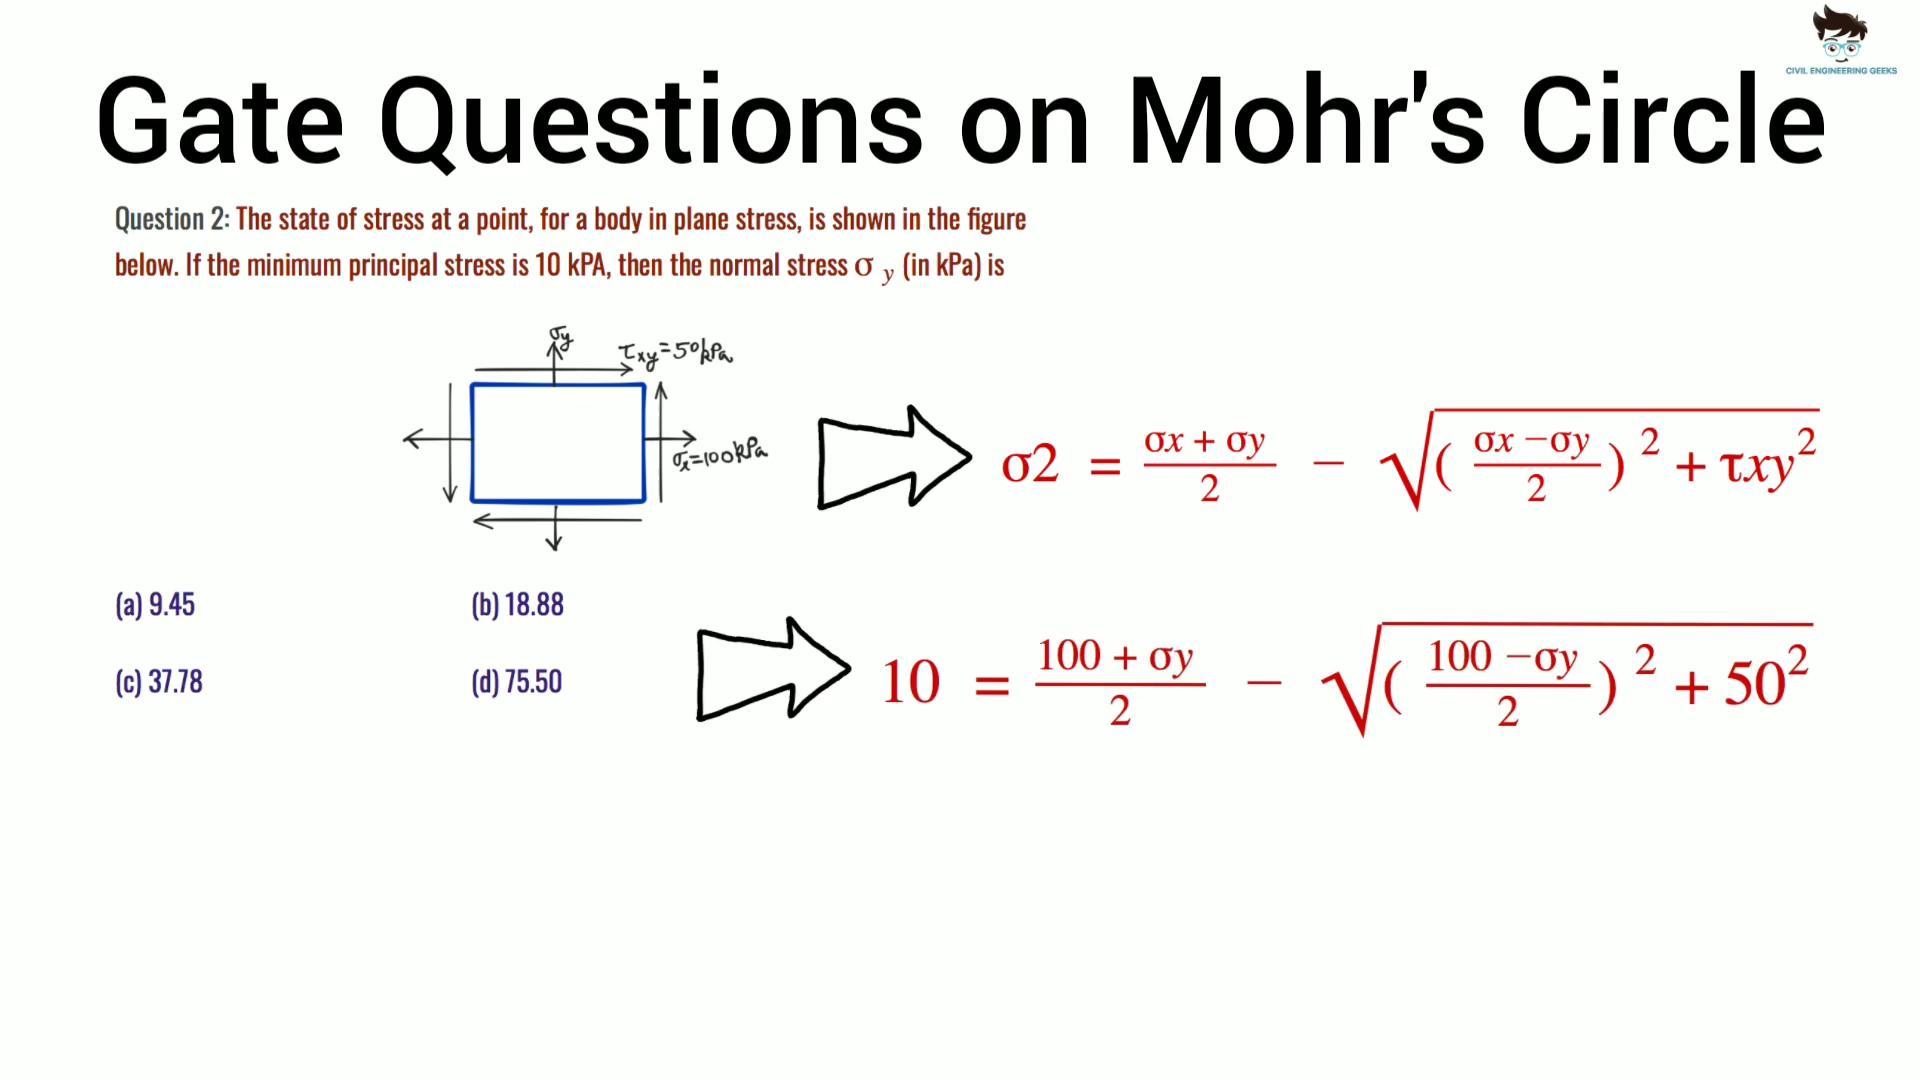 CIVIL ENGINEERING GEEKS
Gate Questions on Mohr's Circle
Question 2: The state of stress at a point, for a body in plane stress, is shown in the figure
below. If the minimum principal stress is 10 kPA, then the normal stress σ y (in kPa) is
σy
τxy=50kPa
σx=100kPa
σ2 = (σx + σy)/2 − √(( (σx −σy)/2 )² + τxy²)
(a) 9.45 (b) 18.88
(c) 37.78 (d) 75.50
10 = (100 + σy)/2 − √(( (100 −σy)/2 )² + 50²)